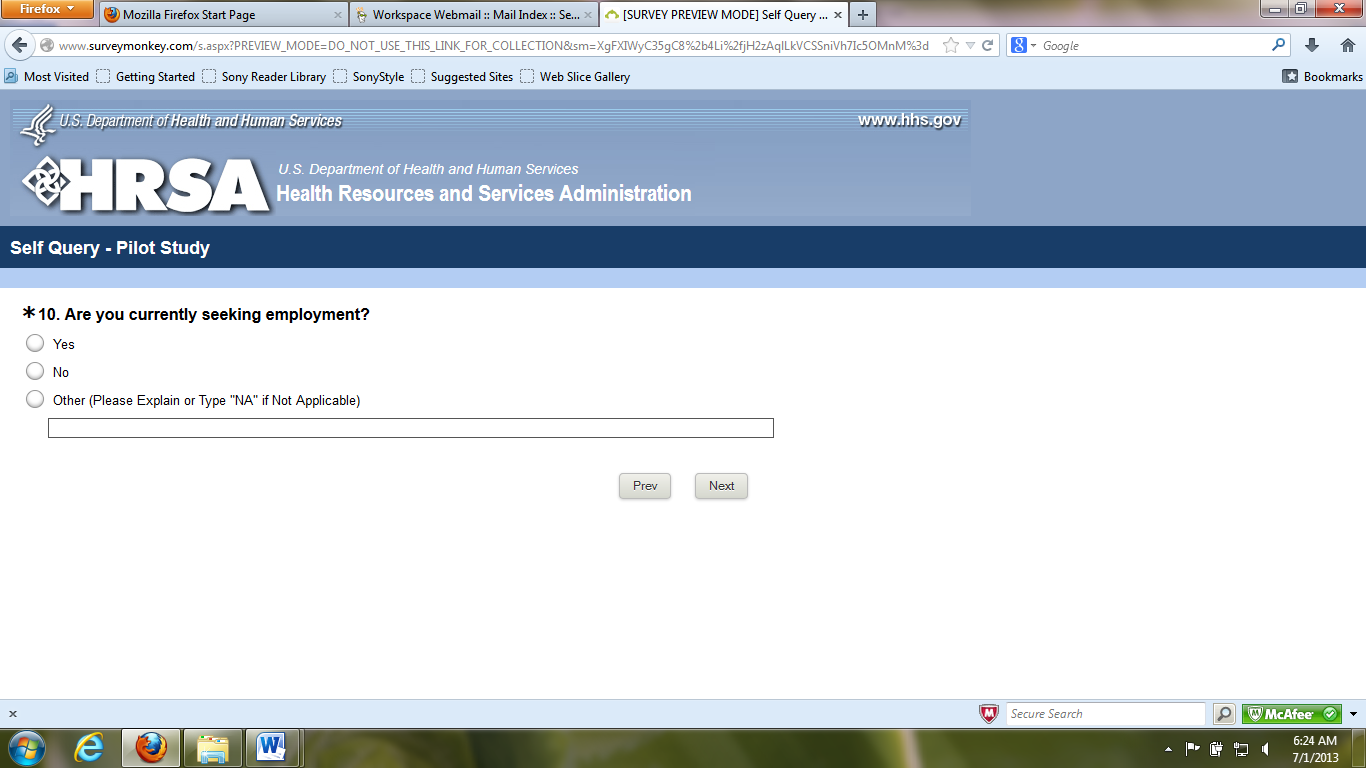 Firefox
Mozilla Firefox Start Page
Workspace Webmail :: Mail Index :: Se...
[SURVEY PREVIEW MODE] Self Query ...
www.surveymonkey.com/s.aspx?PREVIEW_MODE=DO_NOT_USE_THIS_LINK_FOR_COLLECTION&sm=XgFXIWyC35gC8%2b4Li%2fjH2zAqILkVCSSniVh7Ic5OMnM%3d
Google
Most Visited Getting Started Sony Reader Library SonyStyle Suggested Sites Web Slice Gallery Bookmarks
U.S. Department of Health and Human Services
www.hhs.gov
HRSA
U.S. Department of Health and Human Services
Health Resources and Services Administration
Self Query - Pilot Study
*10. Are you currently seeking employment?
Yes
No
Other (Please Explain or Type "NA" if Not Applicable)
Prev Next
Secure Search
McAfee
6:24 AM
7/1/2013